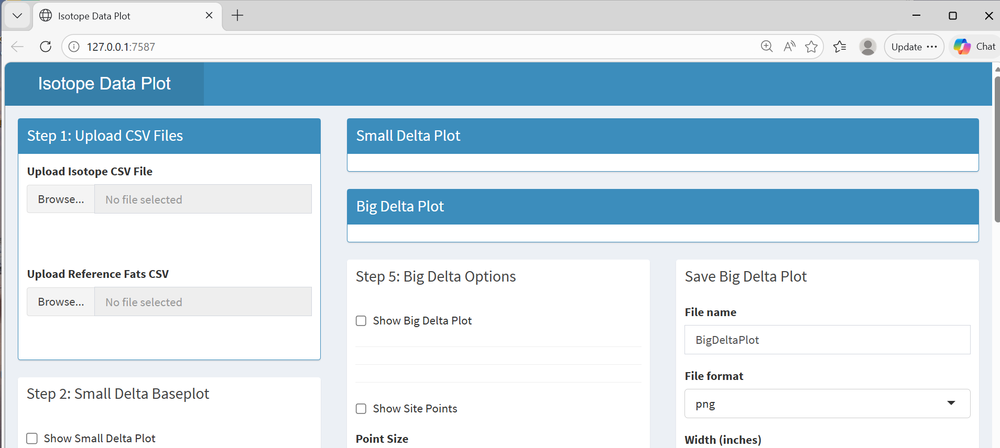 Isotope Data Plot
127.0.0.1:7587
Update
Chat
Isotope Data Plot
Step 1: Upload CSV Files
Upload Isotope CSV File
Browse...
No file selected
Upload Reference Fats CSV
Browse...
No file selected
Step 2: Small Delta Baseplot
Show Small Delta Plot
Small Delta Plot
Big Delta Plot
Step 5: Big Delta Options
Show Big Delta Plot
Show Site Points
Point Size
Save Big Delta Plot
File name
BigDeltaPlot
File format
png
Width (inches)